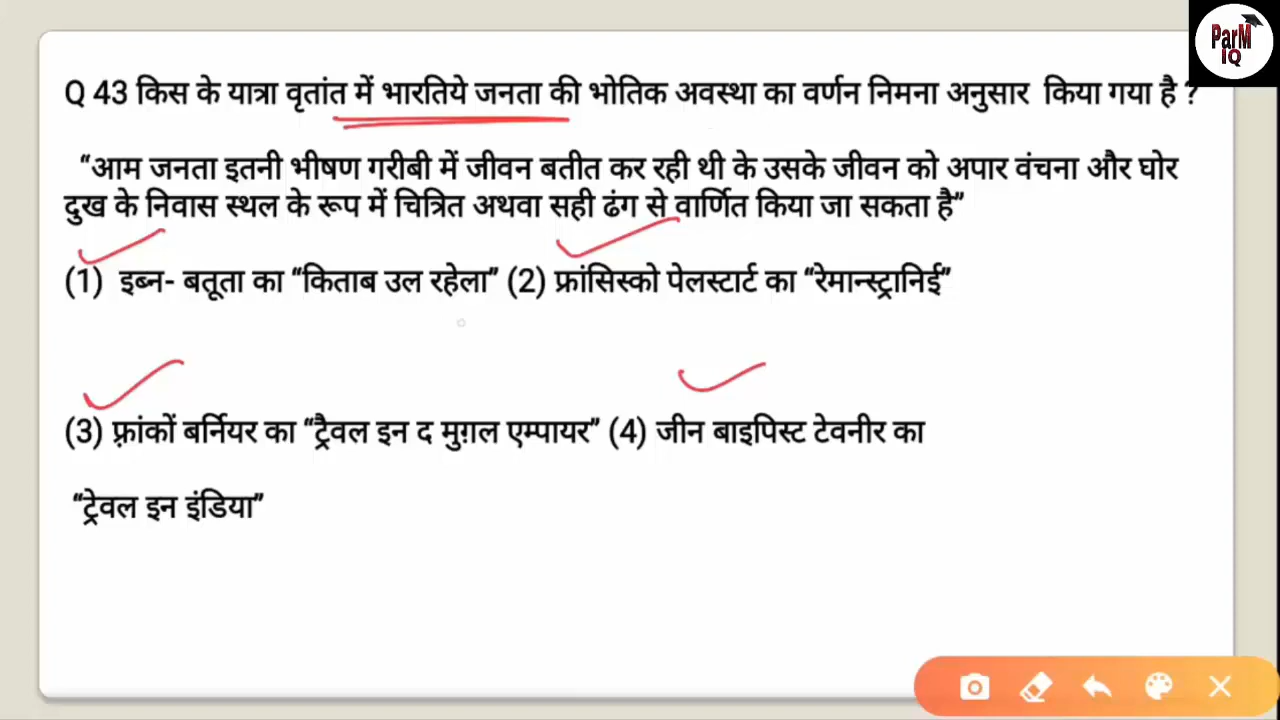 ParM
IQ
Q 43 किस के यात्रा वृतांत में भारतिये जनता की भोतिक अवस्था का वर्णन निमना अनुसार किया गया है ?
“आम जनता इतनी भीषण गरीबी में जीवन बतीत कर रही थी के उसके जीवन को अपार वंचना और घोर
दुख के निवास स्थल के रूप में चित्रित अथवा सही ढंग से वार्णित किया जा सकता है”
(1) इब्न- बतूता का “किताब उल रहेला” (2) फ्रांसिस्को पेलस्टार्ट का “रेमान्स्ट्रानिई”
(3) फ़्रांकों बर्नियर का “ट्रैवल इन द मुग़ल एम्पायर” (4) जीन बाइपिस्ट टेवनीर का
“ट्रेवल इन इंडिया”